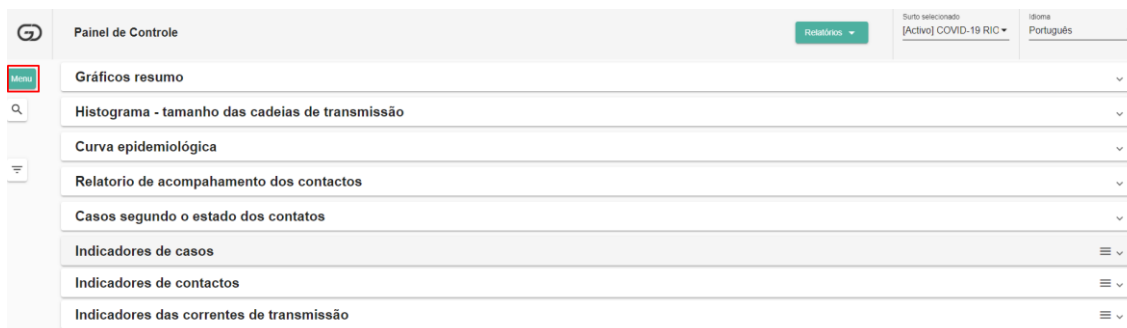 Painel de Controle
Relatórios
Surto selecionado
[Activo] COVID-19 RIO
Idioma
Português
Menu
Gráficos resumo
Histograma - tamanho das cadeias de transmissão
Curva epidemiológica
Relatorio de acompahamento dos contactos
Casos segundo o estado dos contatos
Indicadores de casos
Indicadores de contactos
Indicadores das correntes de transmissão